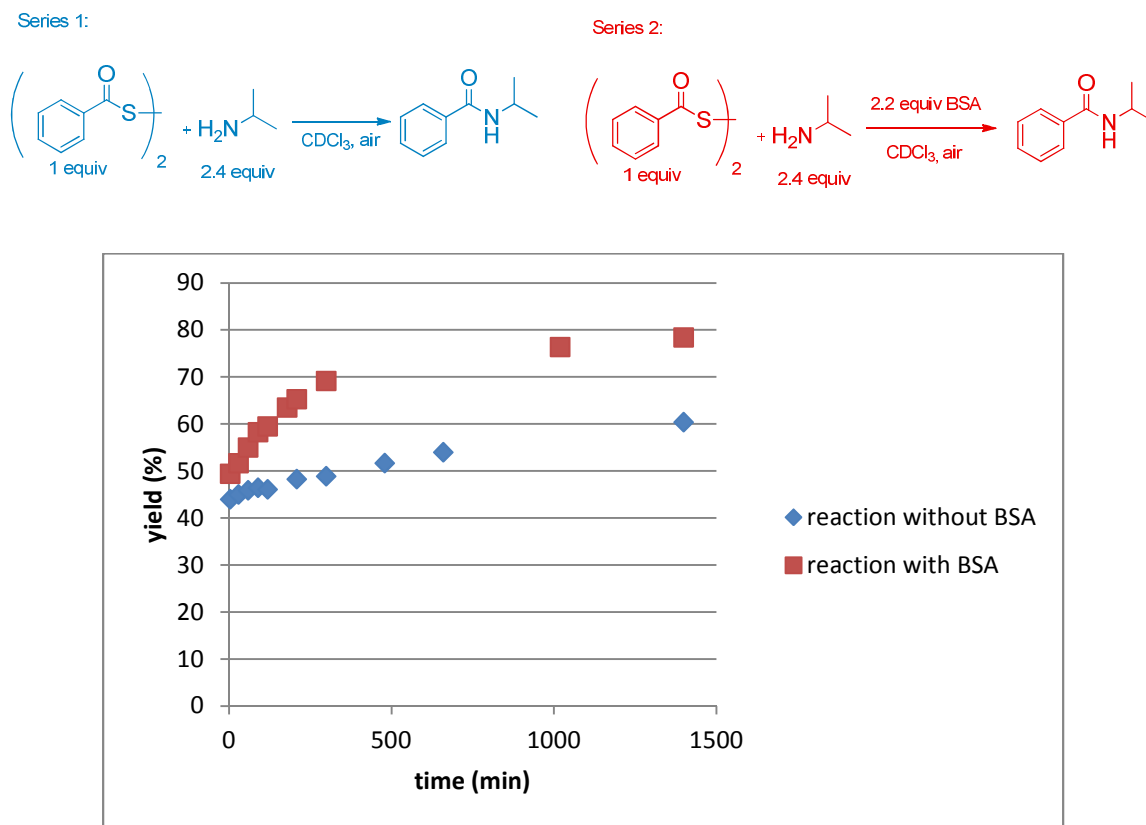 Series 1:
Series 2:
O
S
2
1 equiv
+ H2N
2.4 equiv
CDCl3, air
O
N
H
O
S
2
1 equiv
+ H2N
2.4 equiv
2.2 equiv BSA
CDCl3, air
O
N
H
90
80
70
60
50
40
30
20
10
0
yield (%)
0 500 1000 1500
time (min)
reaction without BSA
reaction with BSA